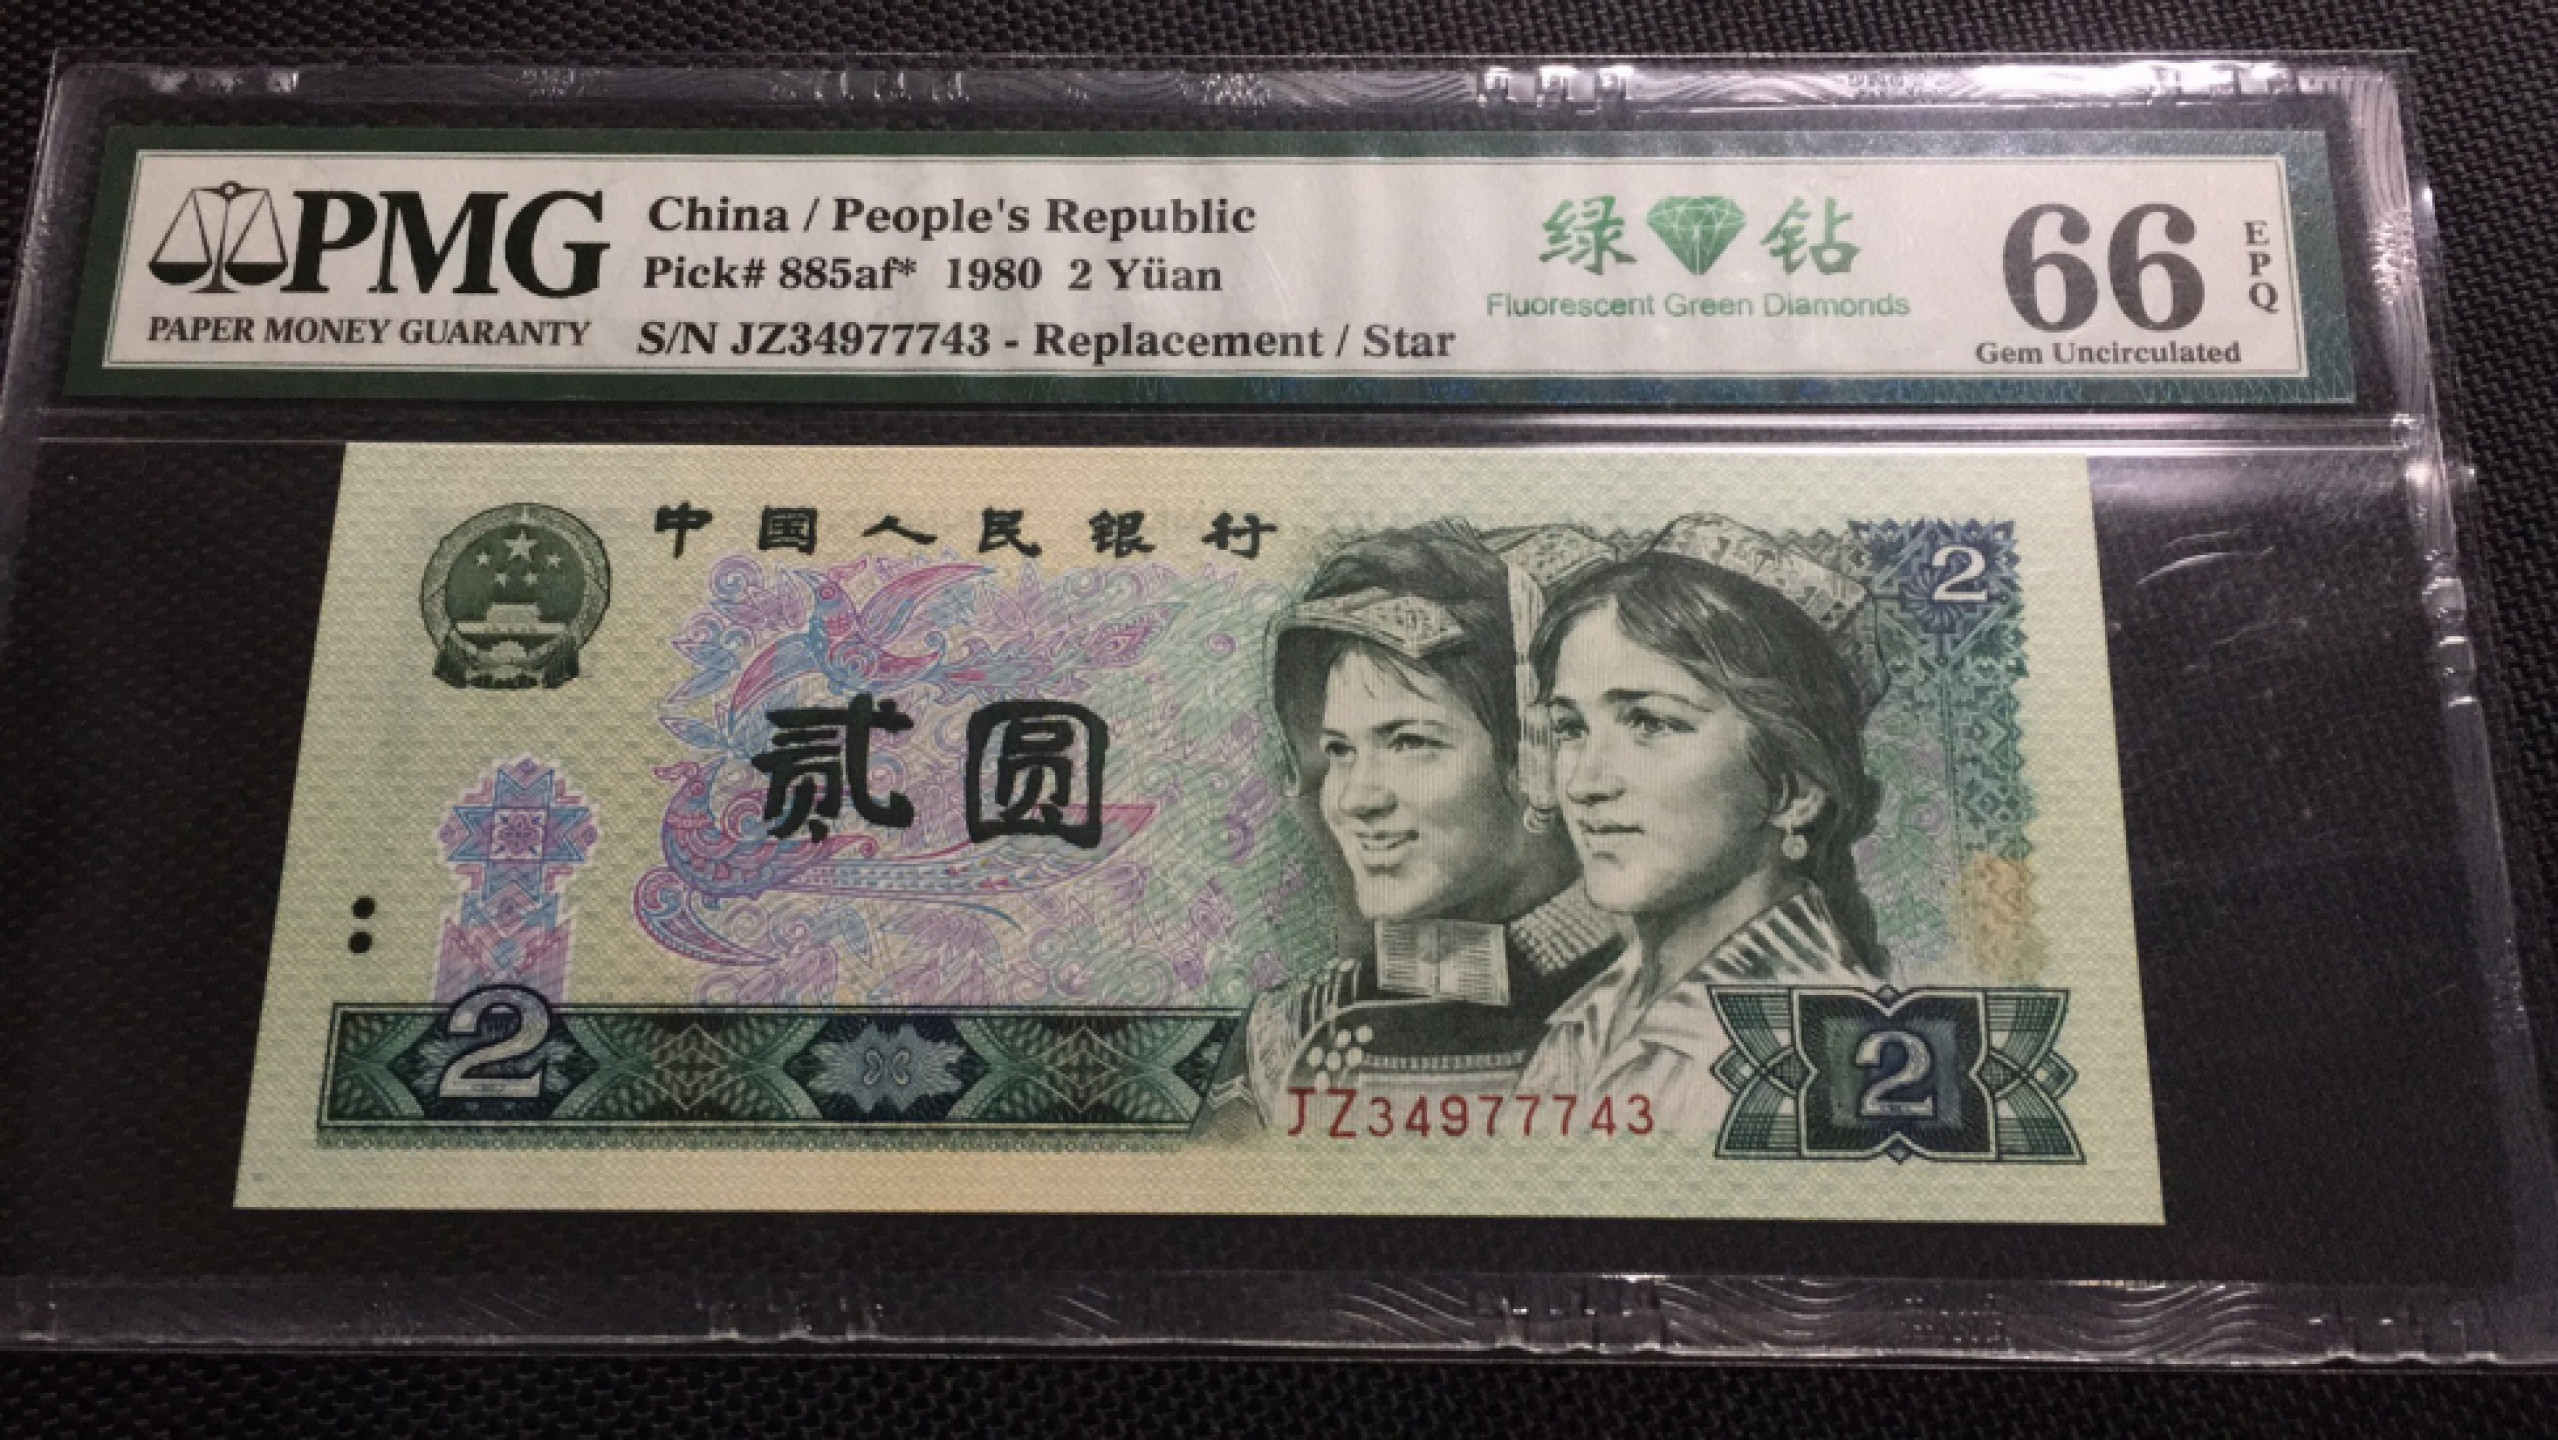 PMG
PAPER MONEY GUARANTY
China / People's Republic
Pick# 885af* 1980 2 Yüan
S/N JZ34977743 - Replacement / Star
绿钻
Fluorescent Green Diamonds
66
EPQ
Gem Uncirculated
中国人民银行
2
贰圆
2
2
JZ34977743